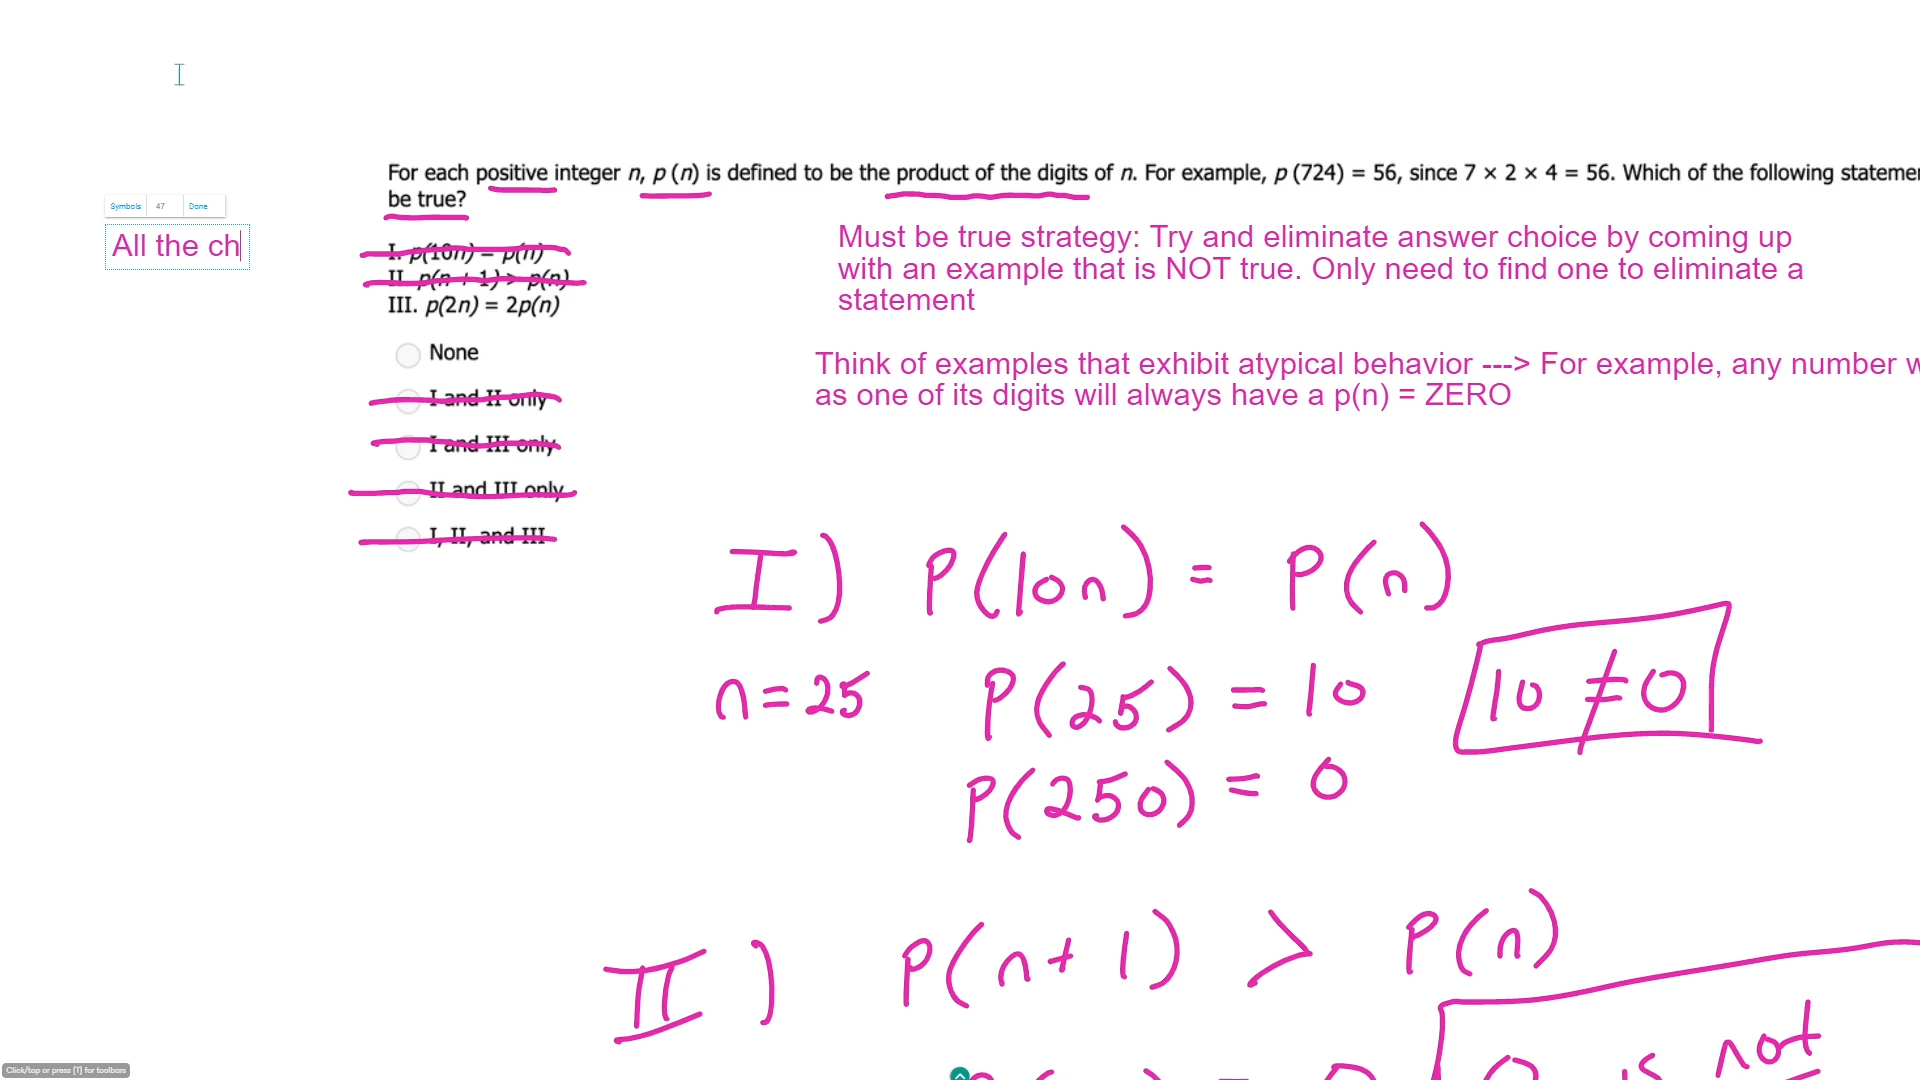 For each positive integer n, p (n) is defined to be the product of the digits of n. For example, p (724) = 56, since 7 × 2 × 4 = 56. Which of the following
be true?
Symbols 47 Done
All the ch
I. p(10n) = p(n)
II. p(n + 1) > p(n)
III. p(2n) = 2p(n)
None
I and II only
I and III only
II and III only
I, II, and III
Must be true strategy: Try and eliminate answer choice by coming up
with an example that is NOT true. Only need to find one to eliminate a
statement
Think of examples that exhibit atypical behavior ---> For example, any number
as one of its digits will always have a p(n) = ZERO
I) P(10n) = P(n)
n=25 P(25) = 10
10 ≠ 0
P(250) = 0
II) P(n+1) > P(n)
is not
Click/tap or press [T] for toolbars